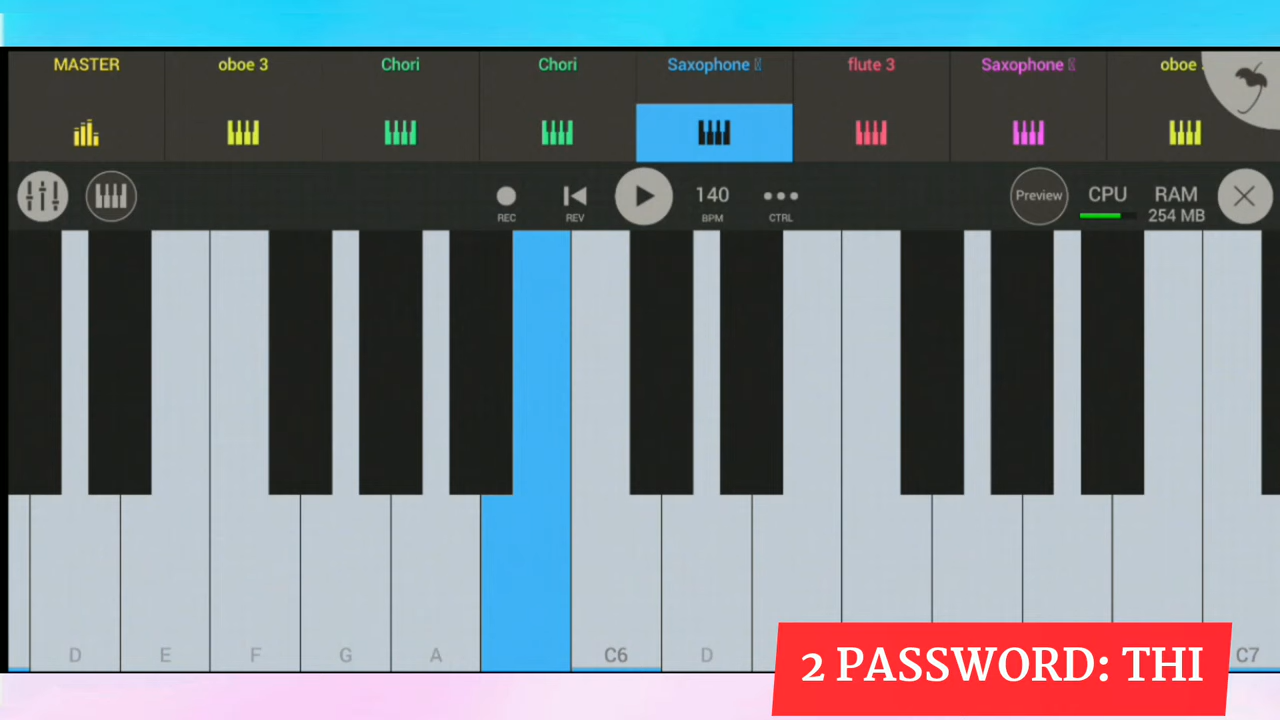 MASTER
oboe 3
Chori
Chori
Saxophone
flute 3
Saxophone
oboe
REC
REV
140
BPM
CTRL
Preview
CPU
RAM
254 MB
D
E
F
G
A
C6
D
C7
2 PASSWORD: THI